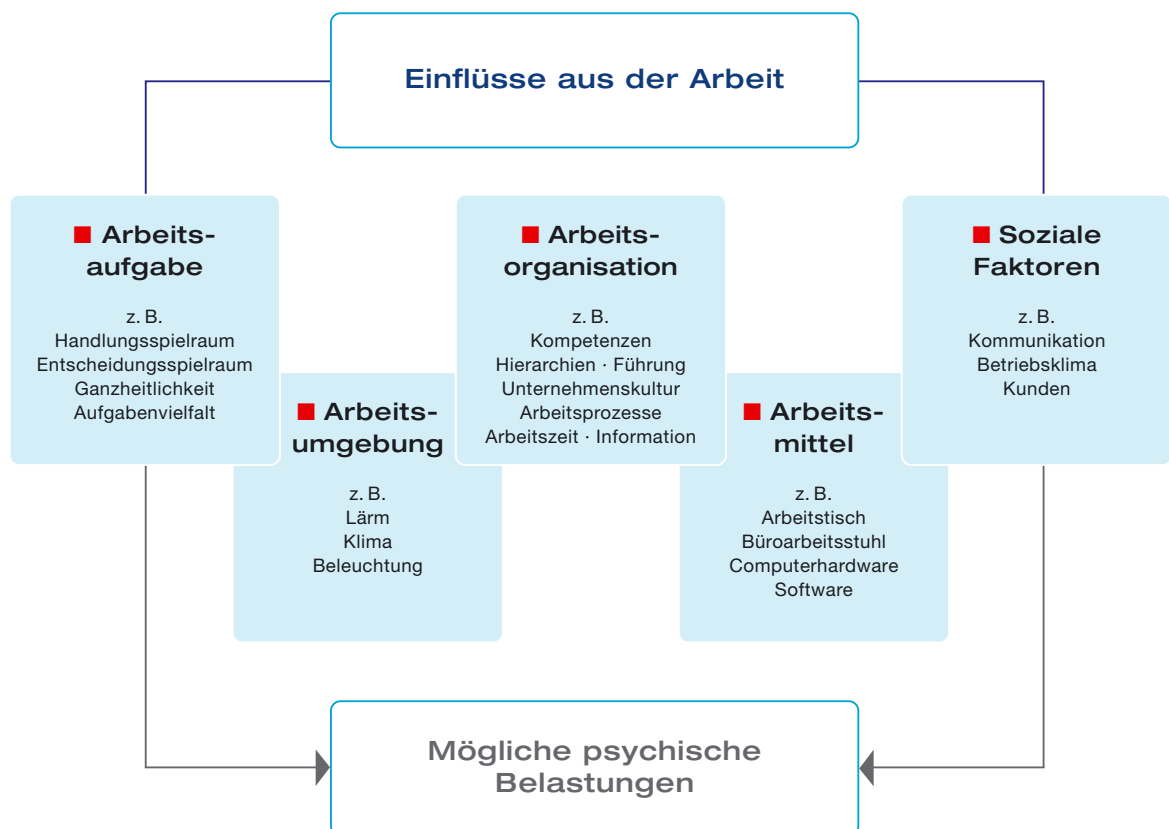 Einflüsse aus der Arbeit
■ Arbeits-
aufgabe
z. B.
Handlungsspielraum
Entscheidungsspielraum
Ganzheitlichkeit
Aufgabenvielfalt
■ Arbeits-
umgebung
z. B.
Lärm
Klima
Beleuchtung
■ Arbeits-
organisation
z. B.
Kompetenzen
Hierarchien · Führung
Unternehmenskultur
Arbeitsprozesse
Arbeitszeit · Information
■ Arbeits-
mittel
z. B.
Arbeitstisch
Büroarbeitsstuhl
Computerhardware
Software
■ Soziale
Faktoren
z. B.
Kommunikation
Betriebsklima
Kunden
Mögliche psychische
Belastungen